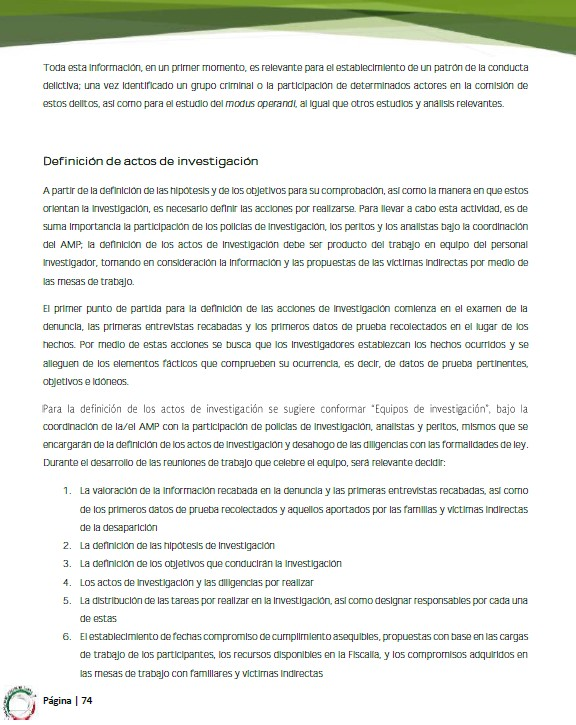 Toda esta información, en un primer momento, es relevante para el establecimiento de un patrón de la conducta
delictiva; una vez identificado un grupo criminal o la participación de determinados actores en la comisión de
estos delitos, así como para el estudio del modus operandi, al igual que otros estudios y análisis relevantes.
Definición de actos de investigación
A partir de la definición de las hipótesis y de los objetivos para su comprobación, así como la manera en que estos
orientan la investigación, es necesario definir las acciones por realizarse. Para llevar a cabo esta actividad, es de
suma importancia la participación de los policías de investigación, los peritos y los analistas bajo la coordinación
del AMP; la definición de los actos de investigación debe ser producto del trabajo en equipo del personal
investigador, tomando en consideración la información y las propuestas de las víctimas indirectas por medio de
las mesas de trabajo.
El primer punto de partida para la definición de las acciones de investigación comienza en el examen de la
denuncia, las primeras entrevistas recabadas y los primeros datos de prueba recolectados en el lugar de los
hechos. Por medio de estas acciones se busca que los investigadores establezcan los hechos ocurridos y se
alleguen de los elementos fácticos que comprueben su ocurrencia, es decir, de datos de prueba pertinentes,
objetivos e idóneos.
Para la definición de los actos de investigación se sugiere conformar "Equipos de investigación", bajo la
coordinación de la/el AMP con la participación de policías de investigación, analistas y peritos, mismos que se
encargarán de la definición de los actos de investigación y desahogo de las diligencias con las formalidades de ley.
Durante el desarrollo de las reuniones de trabajo que celebre el equipo, será relevante decidir:
1. La valoración de la información recabada en la denuncia y las primeras entrevistas recabadas, así como
de los primeros datos de prueba recolectados y aquellos aportados por las familias y víctimas indirectas
de la desaparición
2. La definición de las hipótesis de investigación
3. La definición de los objetivos que conducirán la investigación
4. Los actos de investigación y las diligencias por realizar
5. La distribución de las tareas por realizar en la investigación, así como designar responsables por cada una
de estas
6. El establecimiento de fechas compromiso de cumplimiento asequibles, propuestas con base en las cargas
de trabajo de los participantes, los recursos disponibles en la Fiscalía, y los compromisos adquiridos en
las mesas de trabajo con familiares y víctimas indirectas
Página | 74